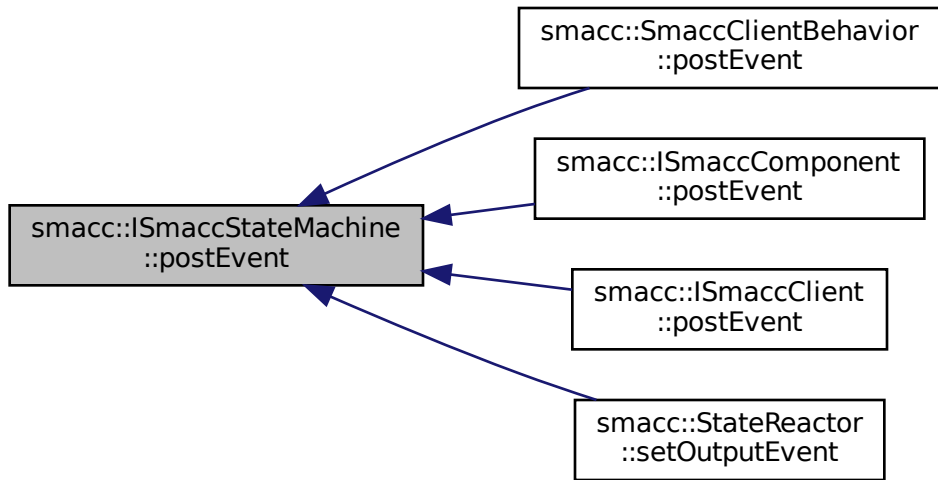 smacc::SmaccClientBehavior
::postEvent
smacc::ISmaccComponent
::postEvent
smacc::ISmaccStateMachine
::postEvent
smacc::ISmaccClient
::postEvent
smacc::StateReactor
::setOutputEvent